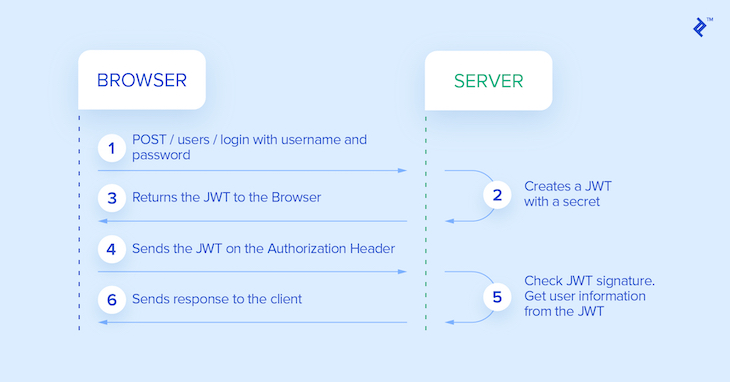 TM
BROWSER
SERVER
1
POST / users / login with username and
password
2
Creates a JWT
with a secret
3
Returns the JWT to the Browser
4
Sends the JWT on the Authorization Header
5
Check JWT signature.
Get user information
from the JWT
6
Sends response to the client